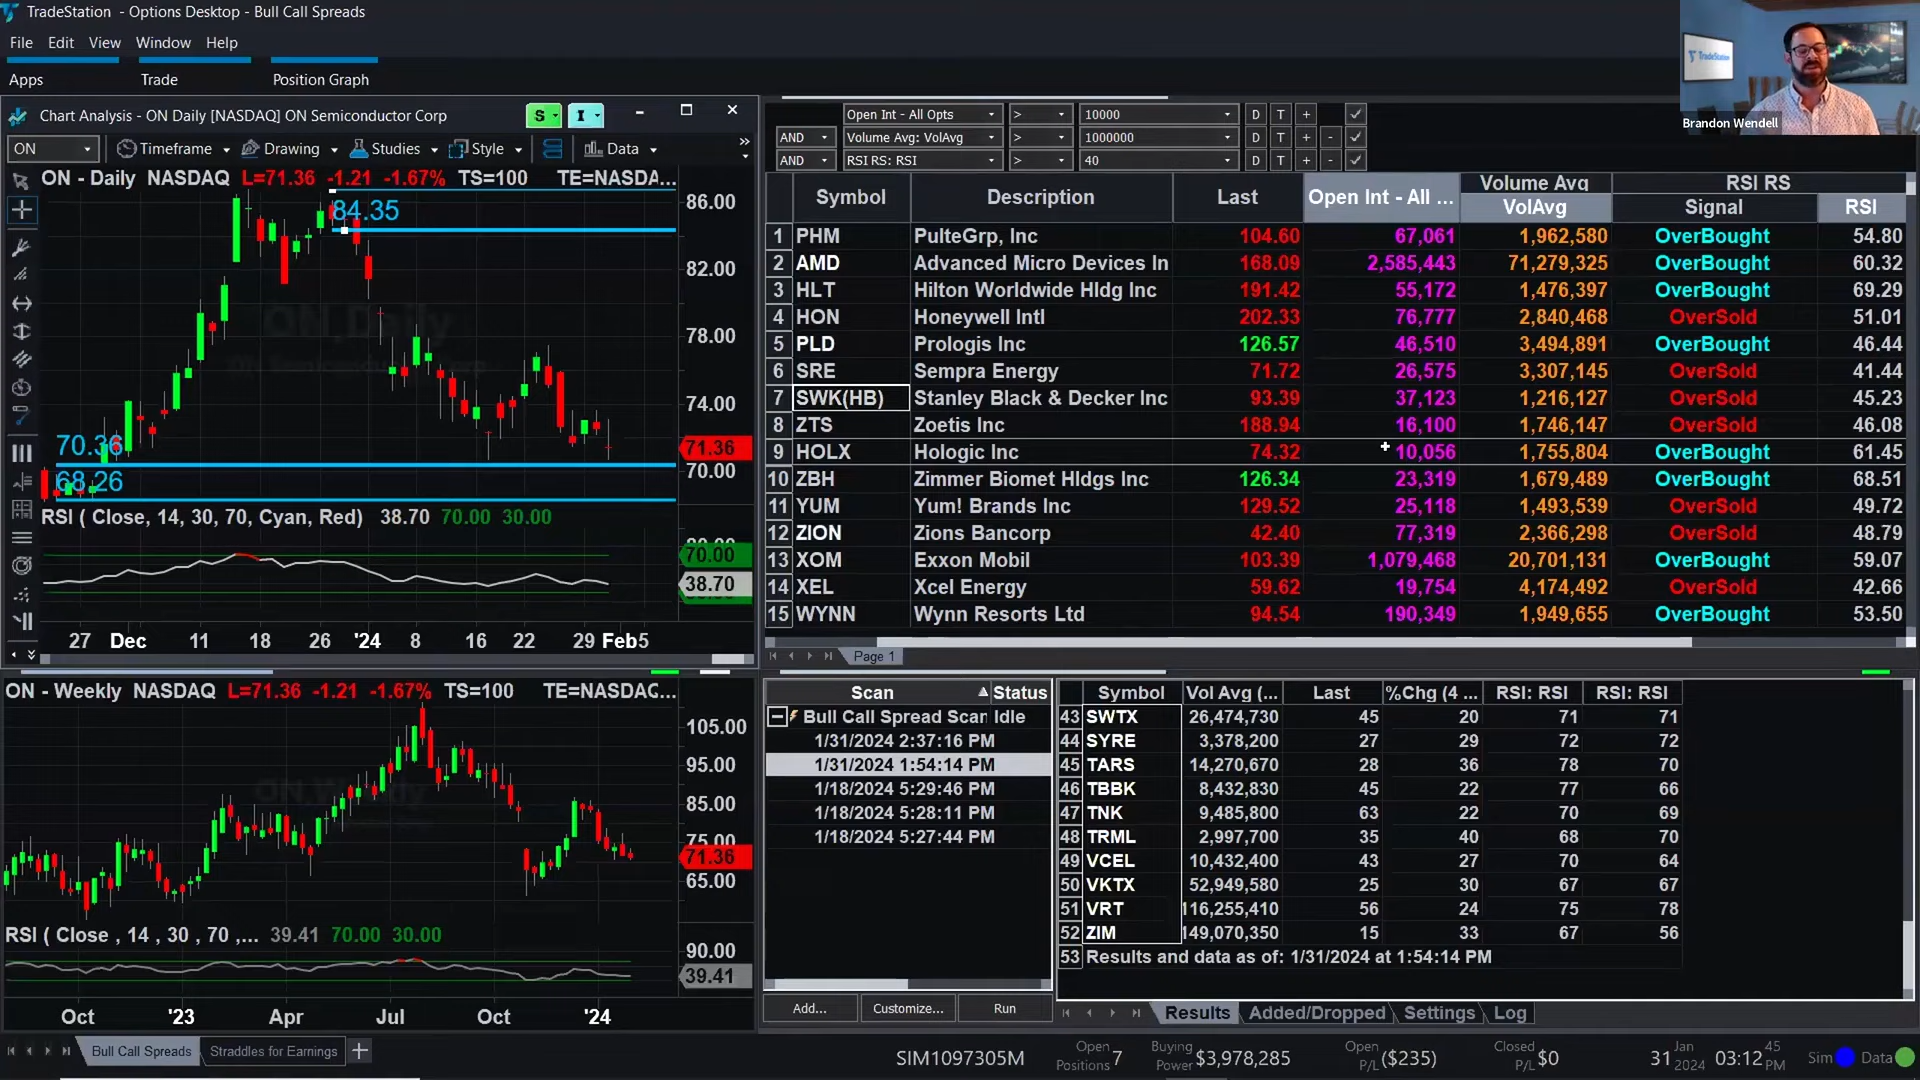 TradeStation - Options Desktop - Bull Call Spreads
File Edit View Window Help
Apps Trade Position Graph
TradeStation
Brandon Wendell
Chart Analysis - ON Daily [NASDAQ] ON Semiconductor Corp S I
ON Timeframe Drawing Studies Style Data
ON - Daily NASDAQ L=71.36 -1.21 -1.67% TS=100 TE=NASDA...
84.35
86.00
82.00
78.00
74.00
71.36
70.00
70.36
68.26
ON,Daily
RSI ( Close, 14, 30, 70, Cyan, Red) 38.70 70.00 30.00
70.00
38.70
27 Dec 11 18 26 '24 8 16 22 29 Feb5
ON - Weekly NASDAQ L=71.36 -1.21 -1.67% TS=100 TE=NASDAQ...
105.00
95.00
85.00
75.00
71.36
65.00
ON,Weekly
RSI ( Close , 14 , 30 , 70 ,... 39.41 70.00 30.00
90.00
39.41
Oct '23 Apr Jul Oct '24
Open Int - All Opts > 10000 D T +
AND Volume Avg: VolAvg > 1000000 D T + -
AND RSI RS: RSI > 40 D T + -
Symbol Description Last Open Int - All ... Volume Avg VolAvg RSI RS Signal RSI
1 PHM PulteGrp, Inc 104.60 67,061 1,962,580 OverBought 54.80
2 AMD Advanced Micro Devices In 168.09 2,585,443 71,279,325 OverBought 60.32
3 HLT Hilton Worldwide Hldg Inc 191.42 55,172 1,476,397 OverBought 69.29
4 HON Honeywell Intl 202.33 76,777 2,840,468 OverSold 51.01
5 PLD Prologis Inc 126.57 46,510 3,494,891 OverBought 46.44
6 SRE Sempra Energy 71.72 26,575 3,307,145 OverSold 41.44
7 SWK(HB) Stanley Black & Decker Inc 93.39 37,123 1,216,127 OverSold 45.23
8 ZTS Zoetis Inc 188.94 16,100 1,746,147 OverSold 46.08
9 HOLX Hologic Inc 74.32 10,056 1,755,804 OverBought 61.45
10 ZBH Zimmer Biomet Hldgs Inc 126.34 23,319 1,679,489 OverBought 68.51
11 YUM Yum! Brands Inc 129.52 25,118 1,493,539 OverSold 49.72
12 ZION Zions Bancorp 42.40 77,319 2,366,298 OverSold 48.79
13 XOM Exxon Mobil 103.39 1,079,468 20,701,131 OverBought 59.07
14 XEL Xcel Energy 59.62 19,754 4,174,492 OverSold 42.66
15 WYNN Wynn Resorts Ltd 94.54 190,349 1,949,655 OverBought 53.50
Page 1
Scan Status
Bull Call Spread Scan Idle
1/31/2024 2:37:16 PM
1/31/2024 1:54:14 PM
1/18/2024 5:29:46 PM
1/18/2024 5:28:11 PM
1/18/2024 5:27:44 PM
Add... Customize... Run
Symbol Vol Avg (... Last %Chg (4 ... RSI: RSI RSI: RSI
43 SWTX 26,474,730 45 20 71 71
44 SYRE 3,378,200 27 29 72 72
45 TARS 14,270,670 28 36 78 70
46 TBBK 8,432,830 45 22 77 66
47 TNK 9,485,800 63 22 70 69
48 TRML 2,997,700 35 40 68 70
49 VCEL 10,432,400 43 27 70 64
50 VKTX 52,949,580 25 30 67 67
51 VRT 116,255,410 56 24 75 78
52 ZIM 149,070,350 15 33 67 56
53 Results and data as of: 1/31/2024 at 1:54:14 PM
Results Added/Dropped Settings Log
Bull Call Spreads Straddles for Earnings
SIM1097305M Open Positions 7 Buying Power $3,978,285 Open P/L ($235) Closed P/L $0 31 Jan 2024 03:12 45 PM Sim Data